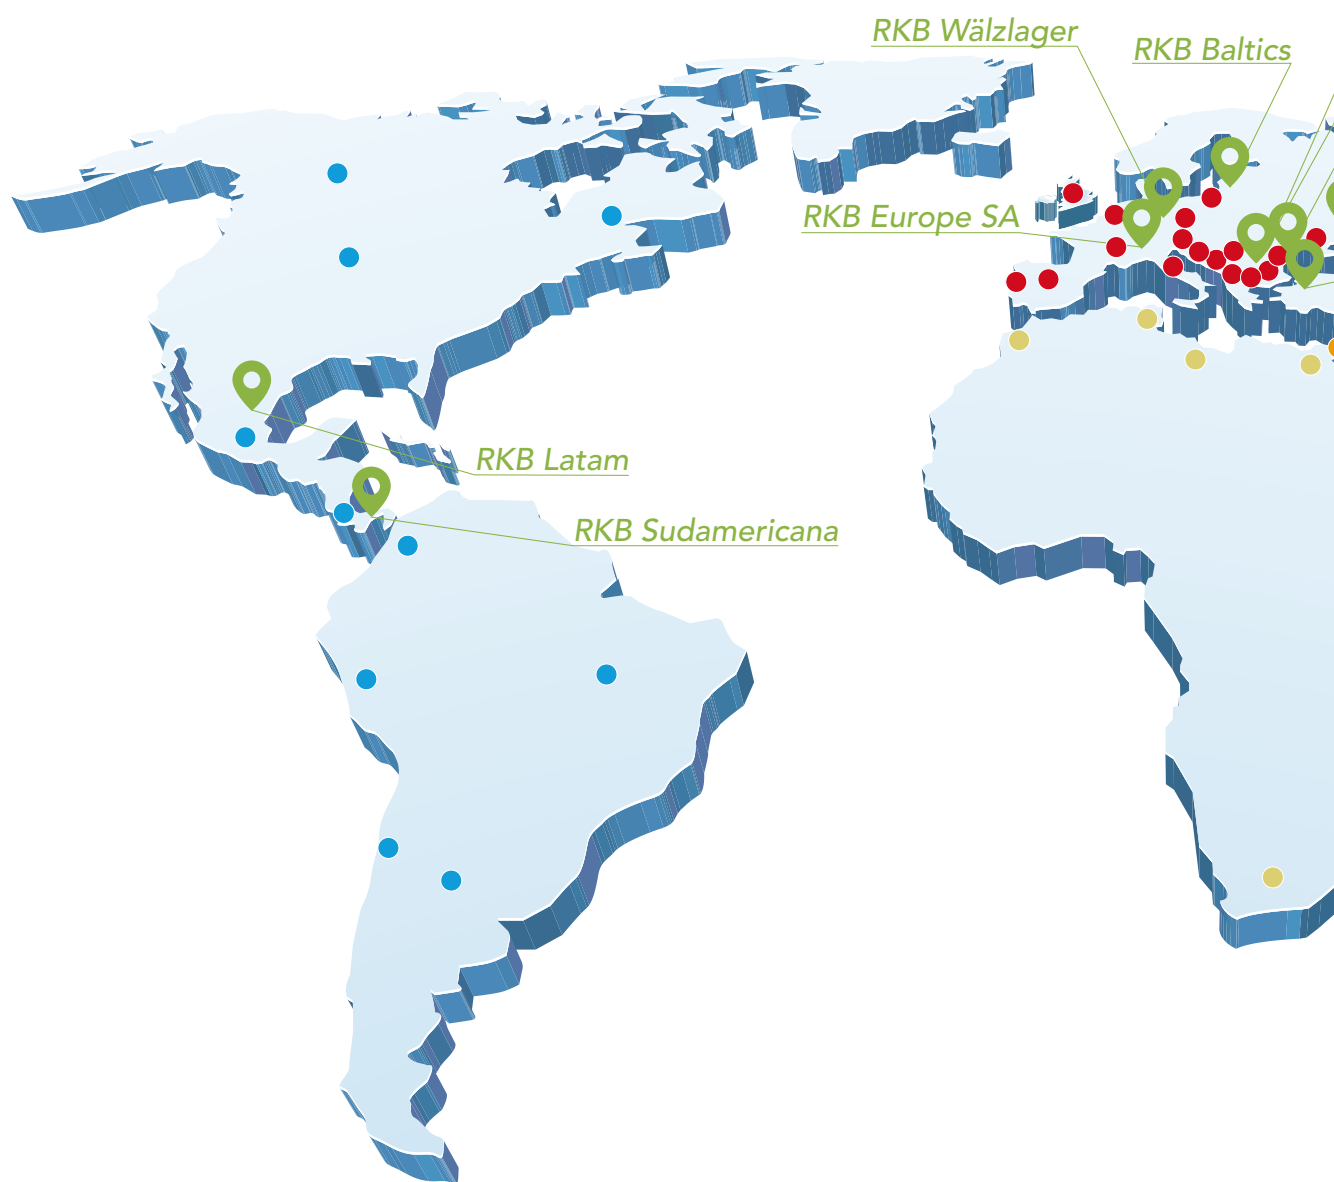 RKB Wälzlager
RKB Baltics
RKB Europe SA
RKB Latam
RKB Sudamericana